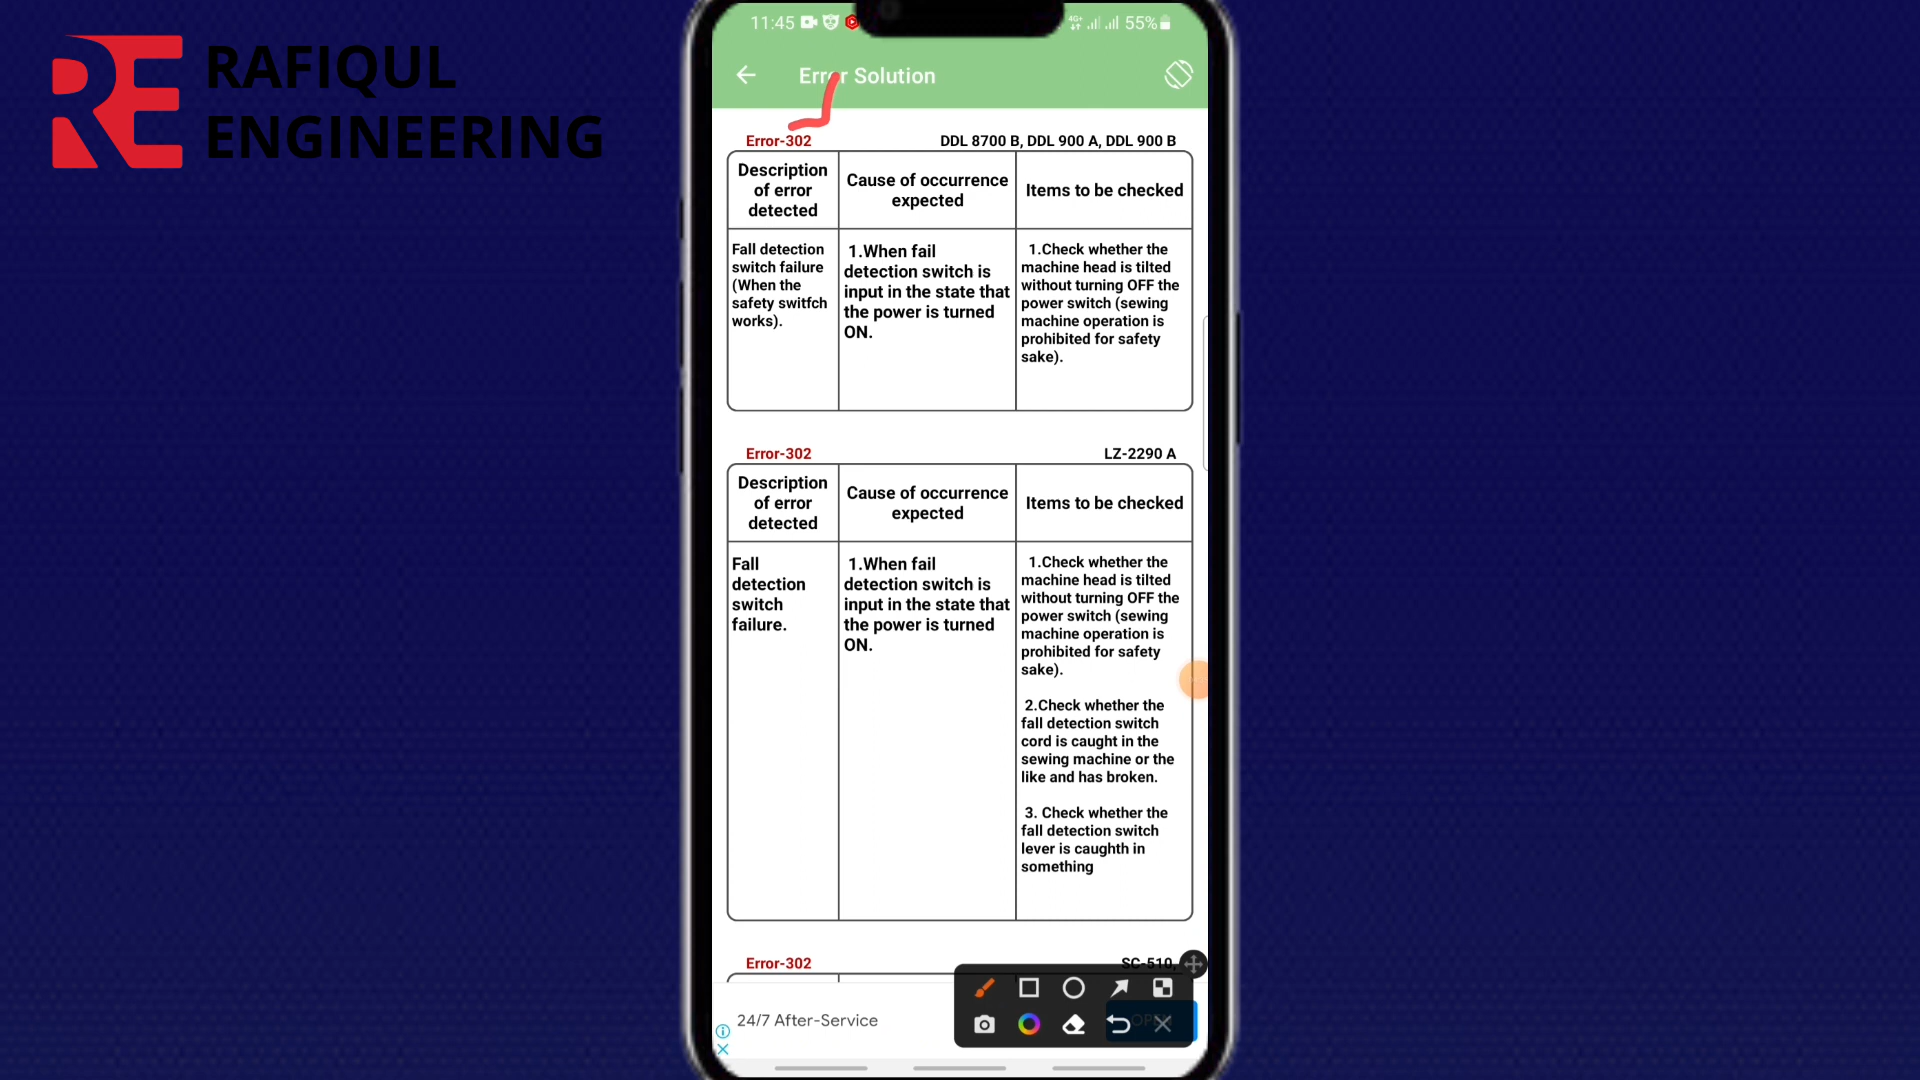 RAFIQUL
ENGINEERING
11:45
4G+
55%
Error Solution
Error-302
DDL 8700 B, DDL 900 A, DDL 900 B
Description
of error
detected
Cause of occurrence
expected
Items to be checked
Fall detection
switch failure
(When the
safety switfch
works).
1.When fail
detection switch is
input in the state that
the power is turned
ON.
1.Check whether the
machine head is tilted
without turning OFF the
power switch (sewing
machine operation is
prohibited for safety
sake).
Error-302
LZ-2290 A
Description
of error
detected
Cause of occurrence
expected
Items to be checked
Fall
detection
switch
failure.
1.When fail
detection switch is
input in the state that
the power is turned
ON.
1.Check whether the
machine head is tilted
without turning OFF the
power switch (sewing
machine operation is
prohibited for safety
sake).
2.Check whether the
fall detection switch
cord is caught in the
sewing machine or the
like and has broken.
3. Check whether the
fall detection switch
lever is caughth in
something
Error-302
SC-510,
24/7 After-Service
OPEN